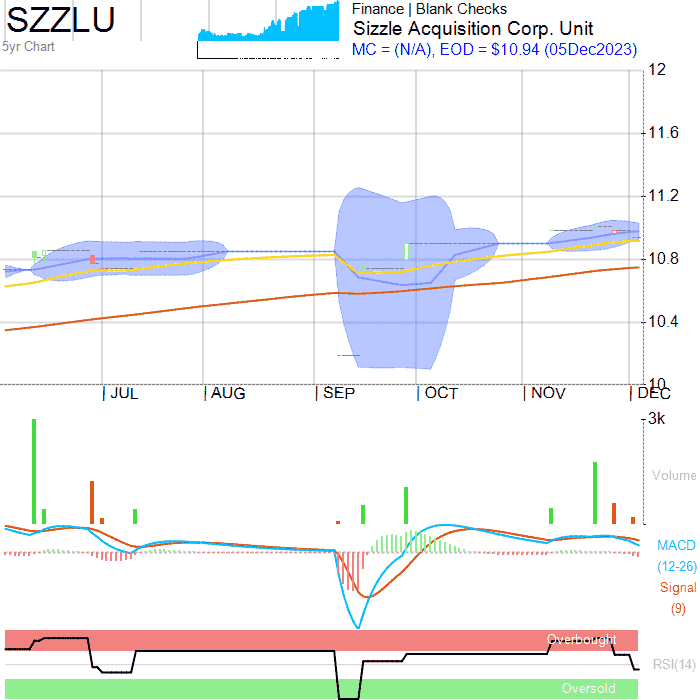 SZZLU
5yr Chart
Finance | Blank Checks
Sizzle Acquisition Corp. Unit
MC = (N/A), EOD = $10.94 (05Dec2023)
12
11.6
11.2
10.8
10.4
10
JUL AUG SEP OCT NOV DEC
3k
Volume
MACD
(12-26)
Signal
(9)
Overbought
RSI(14)
Oversold